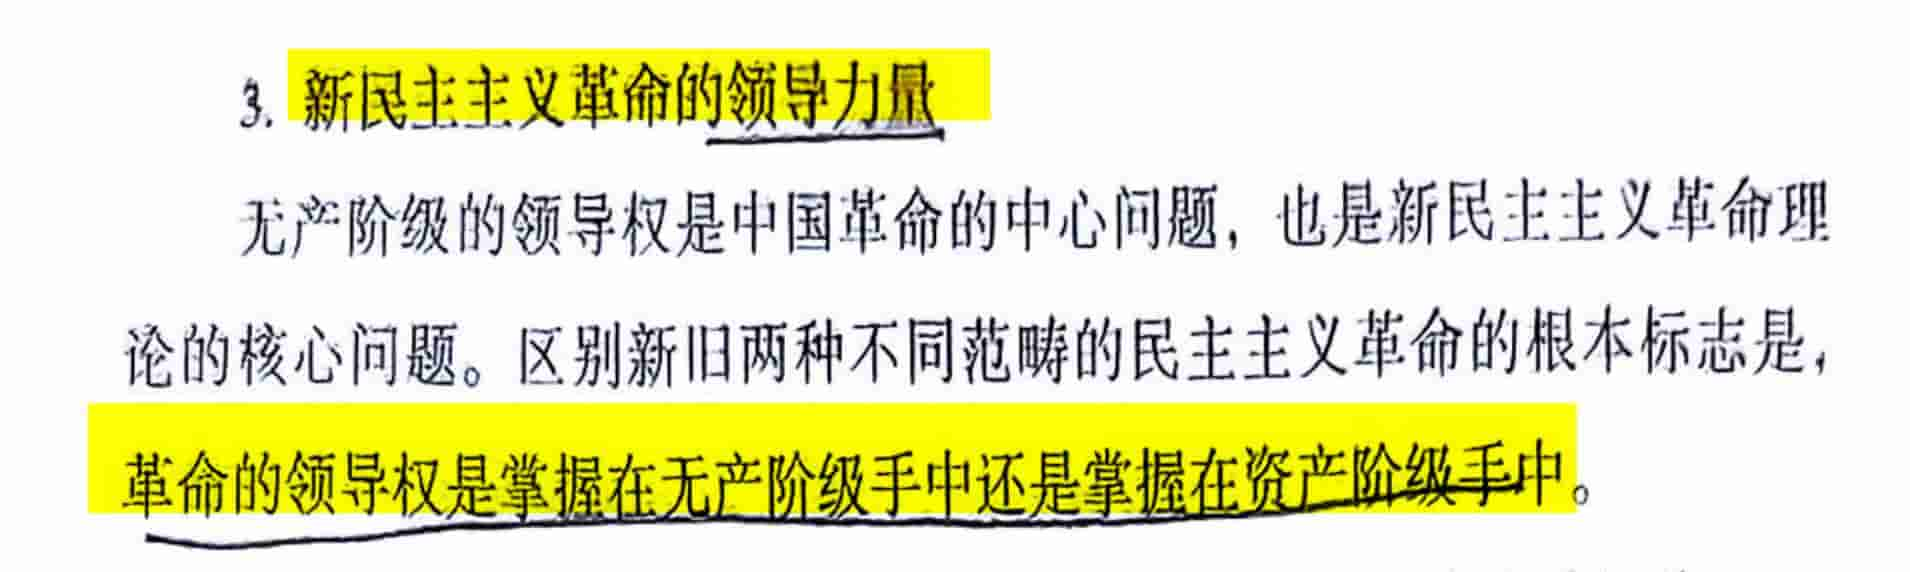 3. 新民主主义革命的领导力量
无产阶级的领导权是中国革命的中心问题，也是新民主主义革命理
论的核心问题。区别新旧两种不同范畴的民主主义革命的根本标志是，
革命的领导权是掌握在无产阶级手中还是掌握在资产阶级手中。